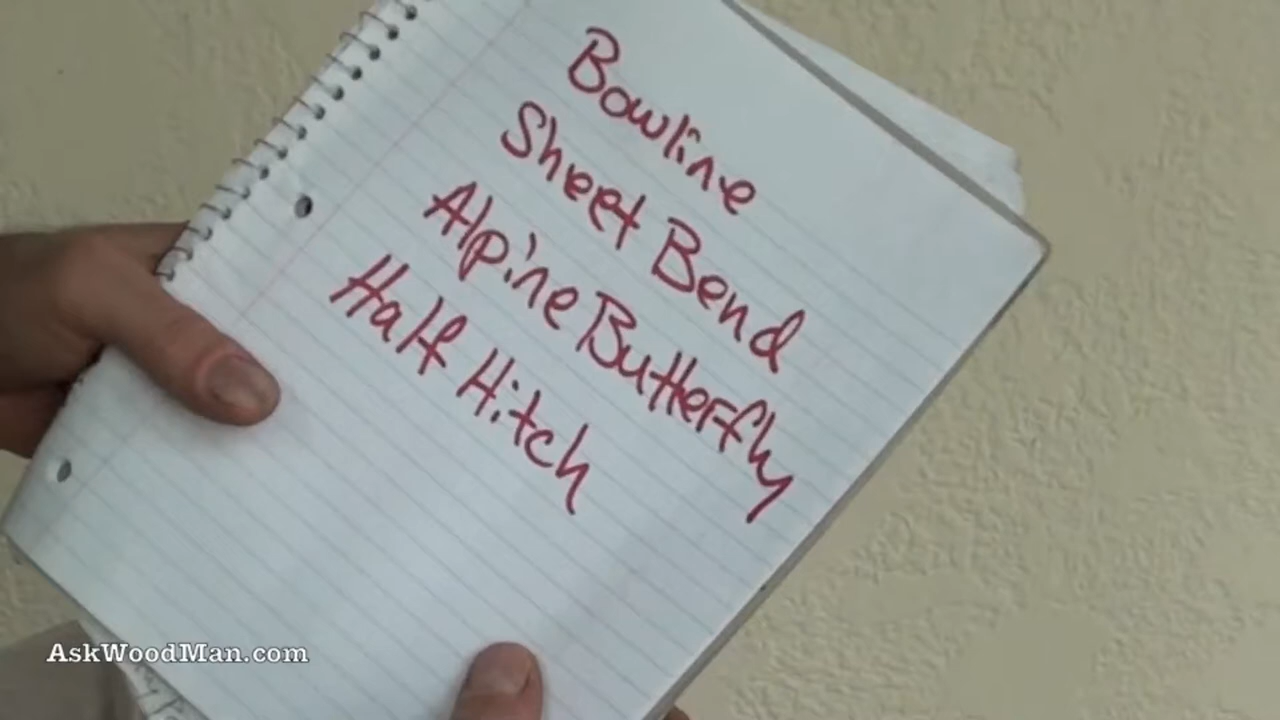 Bowline
Sheet Bend
Alpine Butterfly
Half Hitch
AskWoodMan.com